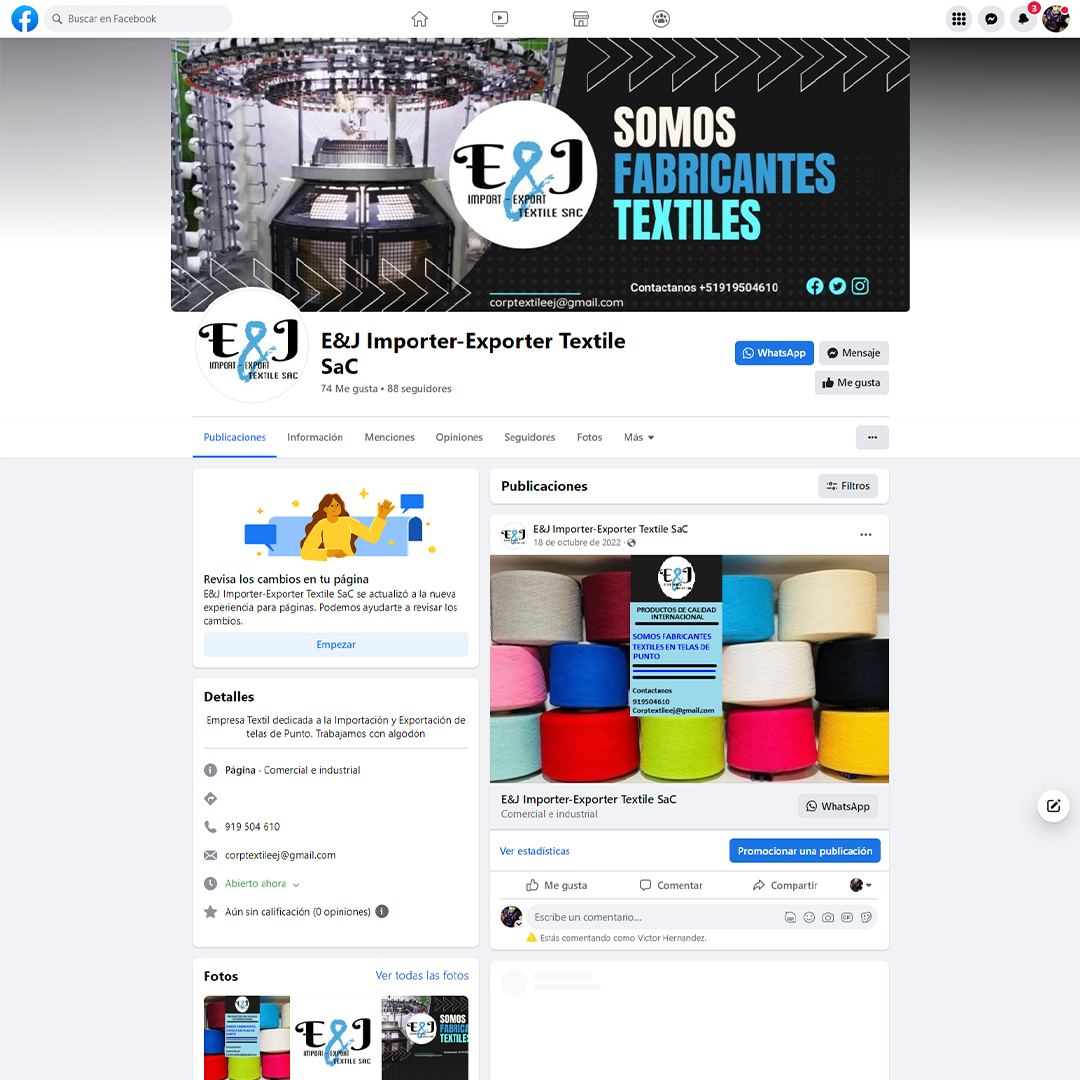 Buscar en Facebook
3
E&J
IMPORT - EXPORT
TEXTILE SAC
SOMOS
FABRICANTES
TEXTILES
Contactanos +51919504610
corptextileej@gmail.com
E&J
IMPORT - EXPORT
TEXTILE SAC
E&J Importer-Exporter Textile
SaC
74 Me gusta • 88 seguidores
WhatsApp
Mensaje
Me gusta
Publicaciones
Información
Menciones
Opiniones
Seguidores
Fotos
Más
Revisa los cambios en tu página
E&J Importer-Exporter Textile SaC se actualizó a la nueva
experiencia para páginas. Podemos ayudarte a revisar los
cambios.
Empezar
Detalles
Empresa Textil dedicada a la Importación y Exportación de
telas de Punto. Trabajamos con algodón
Página · Comercial e industrial
919 504 610
corptextileej@gmail.com
Abierto ahora
Aún sin calificación (0 opiniones)
Fotos
Ver todas las fotos
E&J
IMPORT - EXPORT
TEXTILE SAC
E&J
SOMOS
FABRICA
TEXTILES
Publicaciones
Filtros
E&J Importer-Exporter Textile SaC
18 de octubre de 2022 ·
E&J
PRODUCTOS DE CALIDAD
INTERNACIONAL
SOMOS FABRICANTES
TEXTILES EN TELAS DE
PUNTO
Contactanos
919504610
Corptextileej@gmail.com
E&J Importer-Exporter Textile SaC
Comercial e industrial
WhatsApp
Ver estadísticas
Promocionar una publicación
Me gusta
Comentar
Compartir
Escribe un comentario...
GIF
Estás comentando como Victor Hernandez.